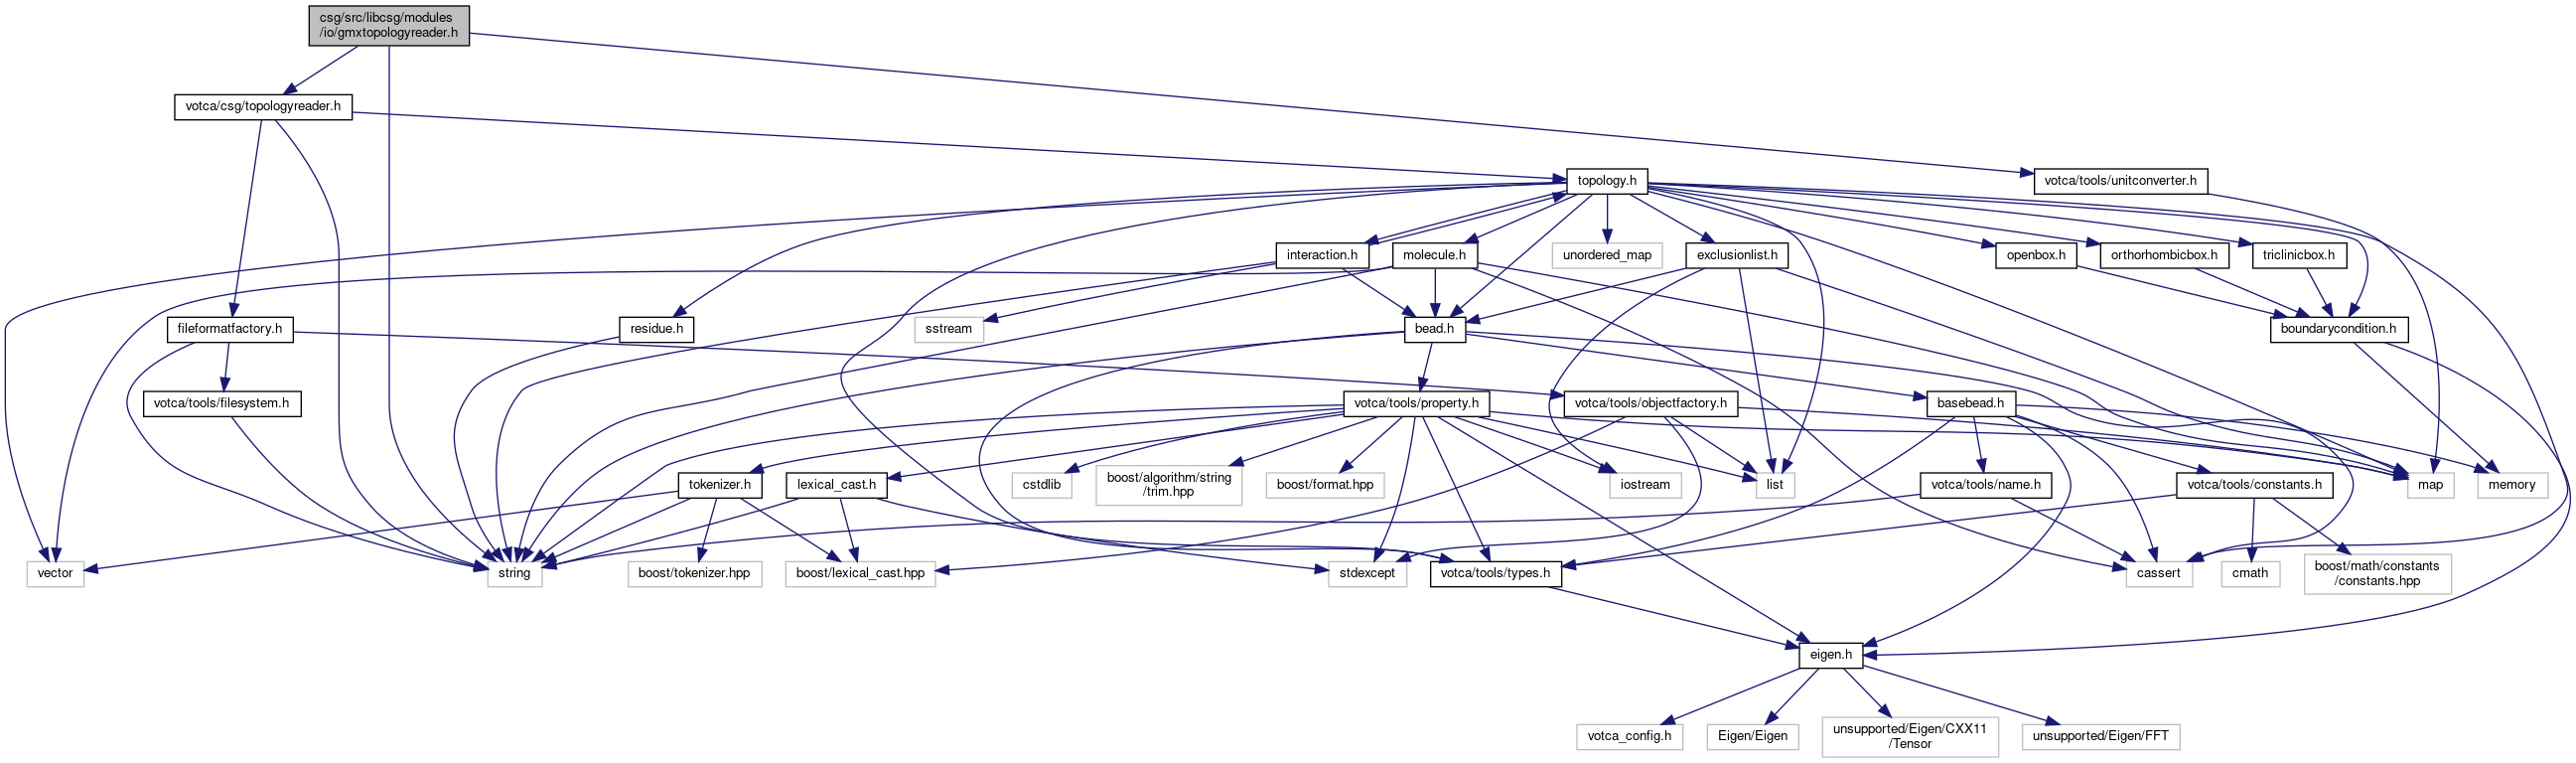 csg/src/libcsg/modules
/io/gmxtopologyreader.h
votca/csg/topologyreader.h
topology.h
votca/tools/unitconverter.h
interaction.h
molecule.h
unordered_map
exclusionlist.h
openbox.h
orthorhombicbox.h
triclinicbox.h
fileformatfactory.h
residue.h
sstream
bead.h
boundarycondition.h
votca/tools/filesystem.h
votca/tools/property.h
votca/tools/objectfactory.h
basebead.h
tokenizer.h
lexical_cast.h
cstdlib
boost/algorithm/string
/trim.hpp
boost/format.hpp
iostream
list
votca/tools/name.h
votca/tools/constants.h
map
memory
vector
string
boost/tokenizer.hpp
boost/lexical_cast.hpp
stdexcept
votca/tools/types.h
cassert
cmath
boost/math/constants
/constants.hpp
eigen.h
votca_config.h
Eigen/Eigen
unsupported/Eigen/CXX11
/Tensor
unsupported/Eigen/FFT